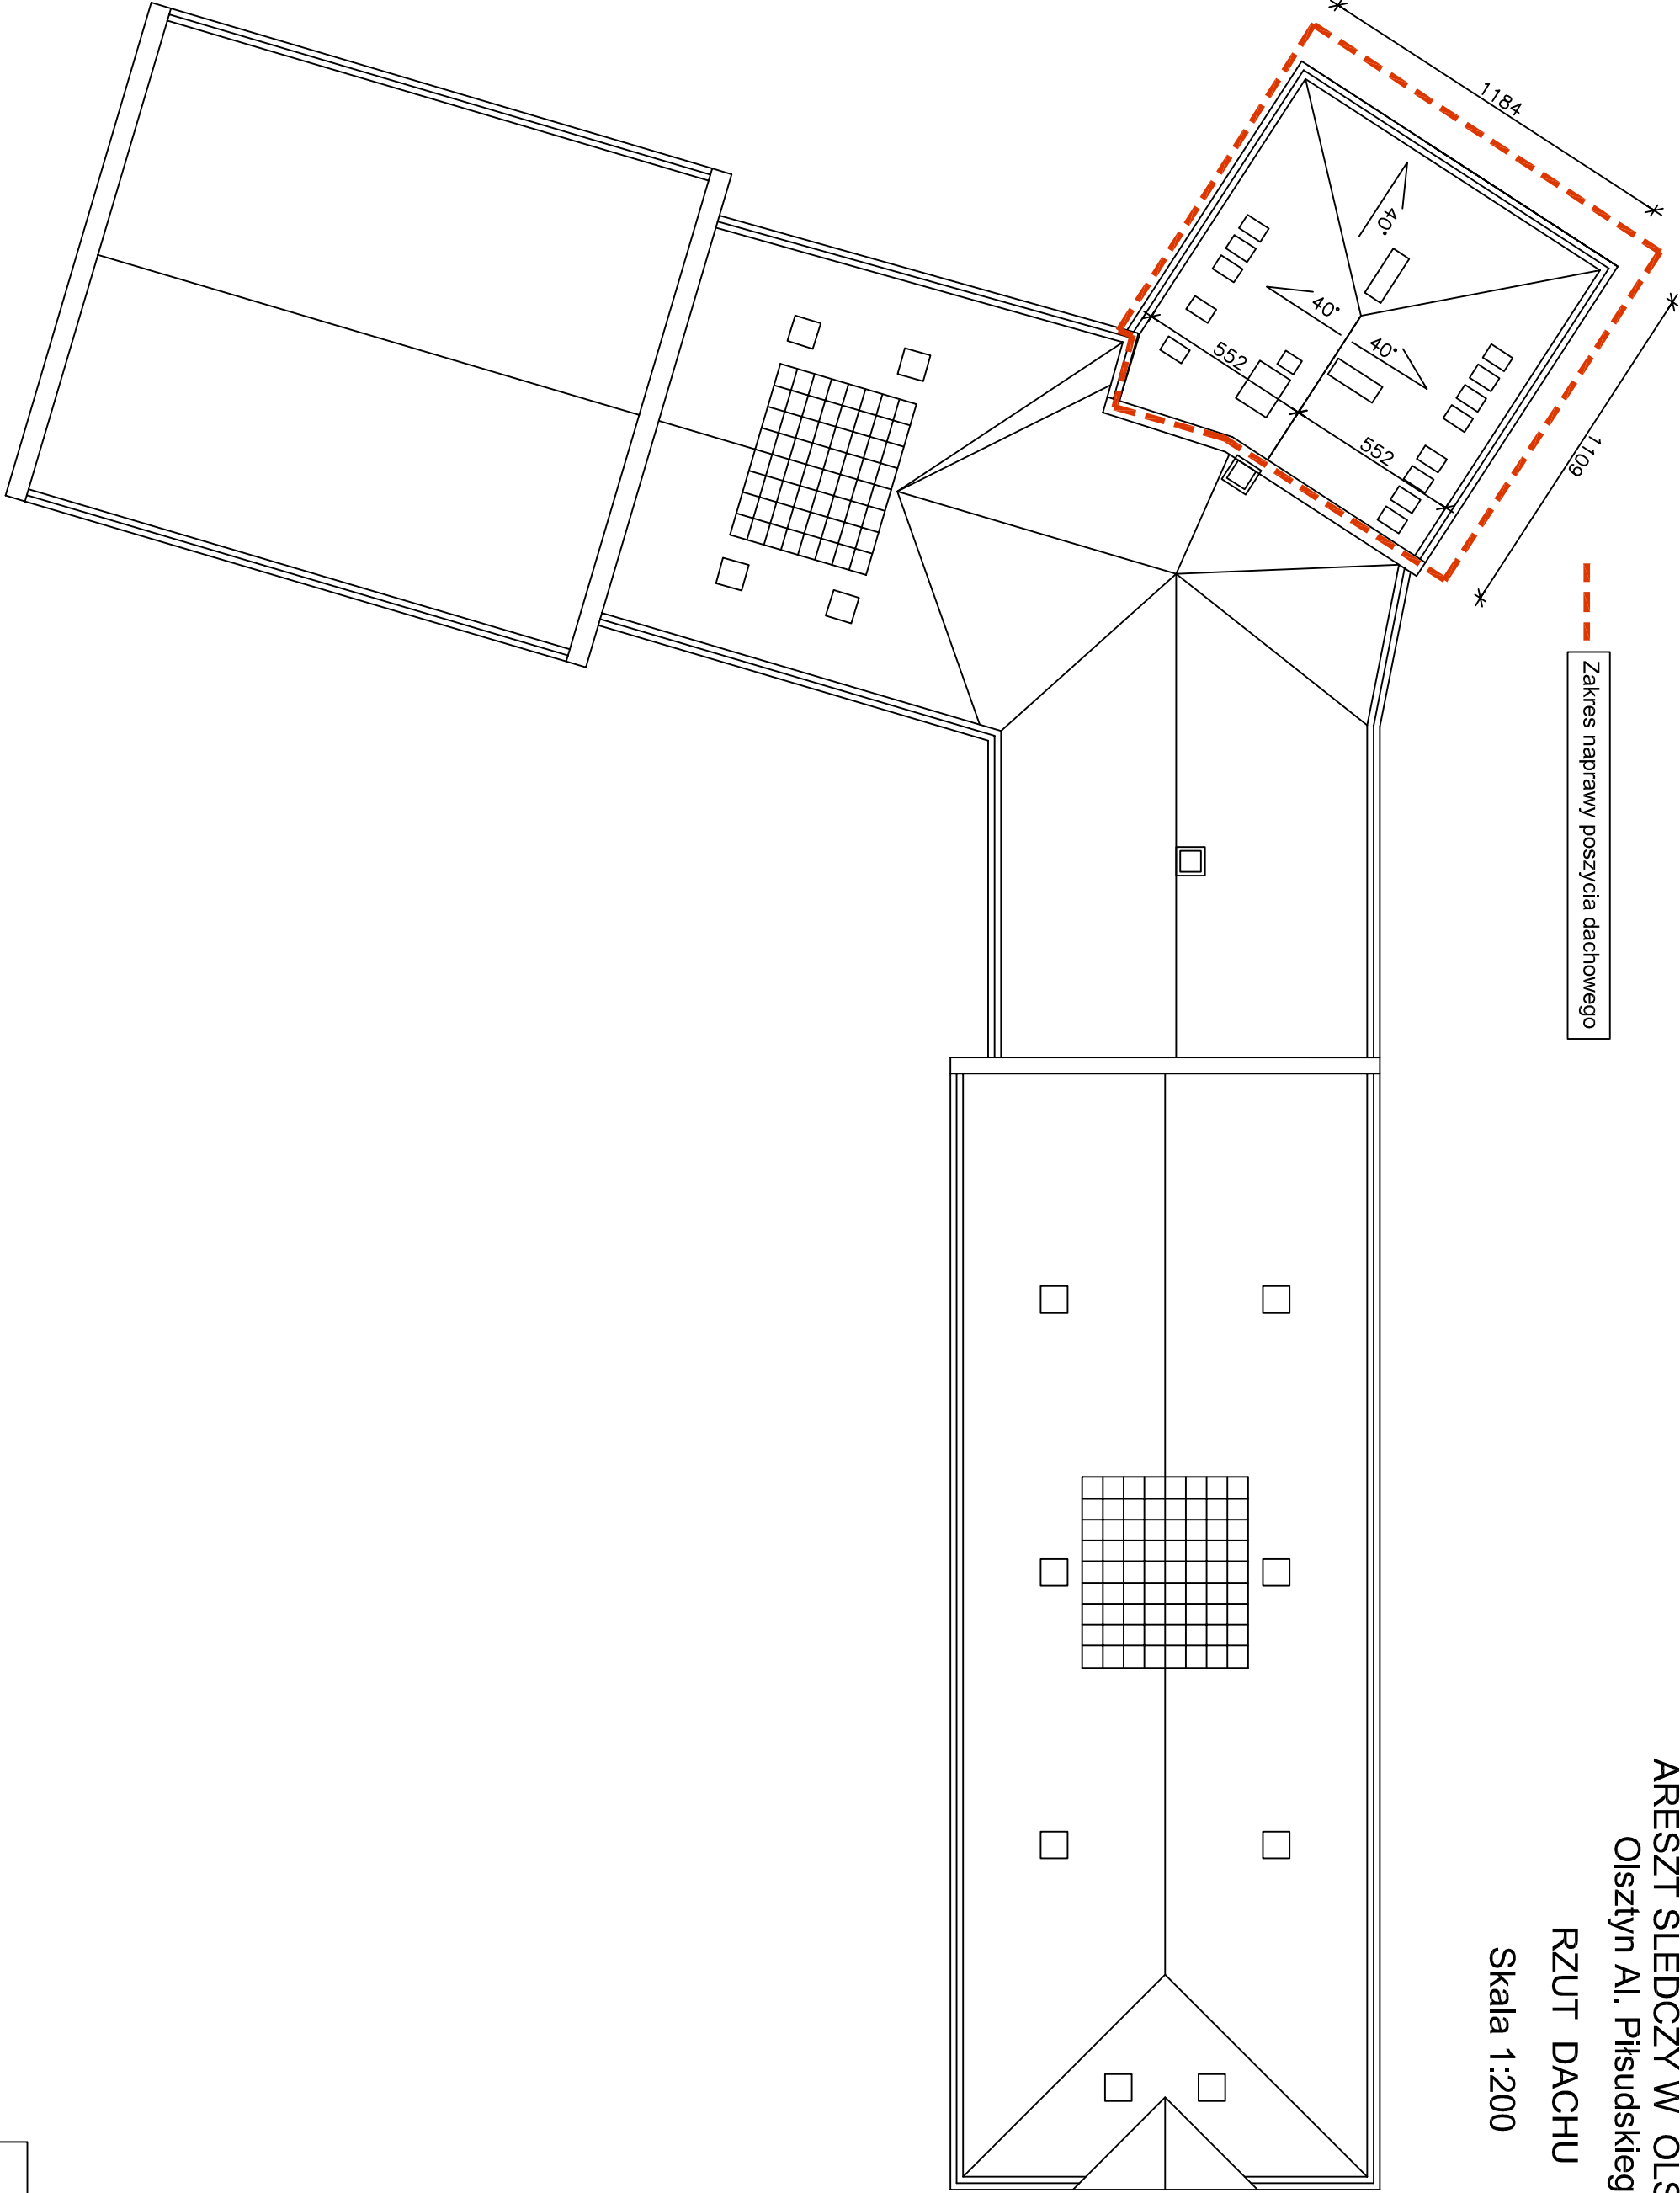 ARESZT SLEDCZY W OLS
Olsztyn Al. Piłsudskieg
RZUT DACHU
Skala 1:200
Zakres naprawy poszycia dachowego
1184
1109
40°
40°
40°
552
552